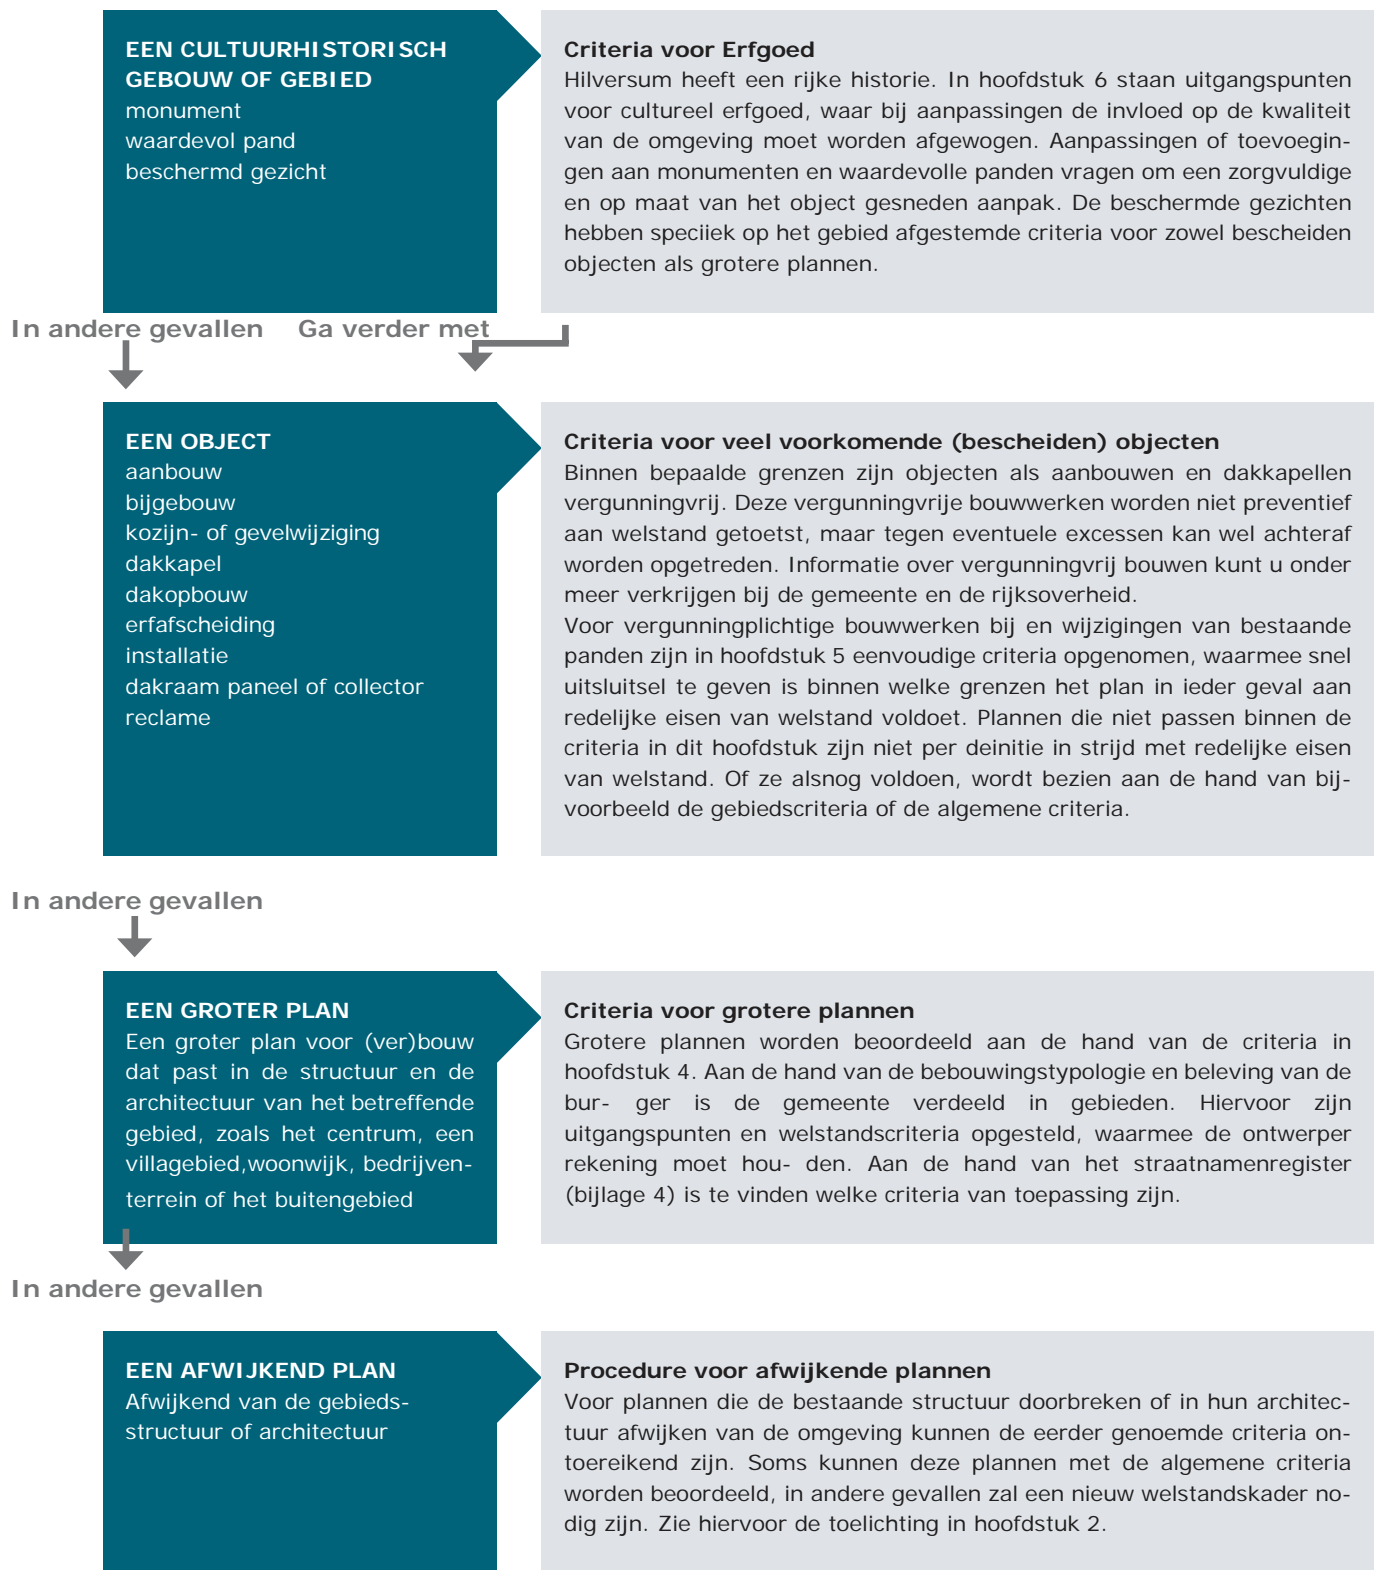 EEN CULTUURHISTORISCH
GEBOUW OF GEBIED
monument
waardevol pand
beschermd gezicht
Criteria voor Erfgoed
Hilversum heeft een rijke historie. In hoofdstuk 6 staan uitgangspunten
voor cultureel erfgoed, waar bij aanpassingen de invloed op de kwaliteit
van de omgeving moet worden afgewogen. Aanpassingen of toevoegin-
gen aan monumenten en waardevolle panden vragen om een zorgvuldige
en op maat van het object gesneden aanpak. De beschermde gezichten
hebben speciiek op het gebied afgestemde criteria voor zowel bescheiden
objecten als grotere plannen.
In andere gevallen Ga verder met
EEN OBJECT
aanbouw
bijgebouw
kozijn- of gevelwijziging
dakkapel
dakopbouw
erfafscheiding
installatie
dakraam paneel of collector
reclame
Criteria voor veel voorkomende (bescheiden) objecten
Binnen bepaalde grenzen zijn objecten als aanbouwen en dakkapellen
vergunningvrij. Deze vergunningvrije bouwwerken worden niet preventief
aan welstand getoetst, maar tegen eventuele excessen kan wel achteraf
worden opgetreden. Informatie over vergunningvrij bouwen kunt u onder
meer verkrijgen bij de gemeente en de rijksoverheid.
Voor vergunningplichtige bouwwerken bij en wijzigingen van bestaande
panden zijn in hoofdstuk 5 eenvoudige criteria opgenomen, waarmee snel
uitsluitsel te geven is binnen welke grenzen het plan in ieder geval aan
redelijke eisen van welstand voldoet. Plannen die niet passen binnen de
criteria in dit hoofdstuk zijn niet per deinitie in strijd met redelijke eisen
van welstand. Of ze alsnog voldoen, wordt bezien aan de hand van bij-
voorbeeld de gebiedscriteria of de algemene criteria.
In andere gevallen
EEN GROTER PLAN
Een groter plan voor (ver)bouw
dat past in de structuur en de
architectuur van het betreffende
gebied, zoals het centrum, een
villagebied,woonwijk, bedrijven-
terrein of het buitengebied
Criteria voor grotere plannen
Grotere plannen worden beoordeeld aan de hand van de criteria in
hoofdstuk 4. Aan de hand van de bebouwingstypologie en beleving van de
bur- ger is de gemeente verdeeld in gebieden. Hiervoor zijn
uitgangspunten en welstandscriteria opgesteld, waarmee de ontwerper
rekening moet hou- den. Aan de hand van het straatnamenregister
(bijlage 4) is te vinden welke criteria van toepassing zijn.
In andere gevallen
EEN AFWIJKEND PLAN
Afwijkend van de gebieds-
structuur of architectuur
Procedure voor afwijkende plannen
Voor plannen die de bestaande structuur doorbreken of in hun architec-
tuur afwijken van de omgeving kunnen de eerder genoemde criteria on-
toereikend zijn. Soms kunnen deze plannen met de algemene criteria
worden beoordeeld, in andere gevallen zal een nieuw welstandskader no-
dig zijn. Zie hiervoor de toelichting in hoofdstuk 2.